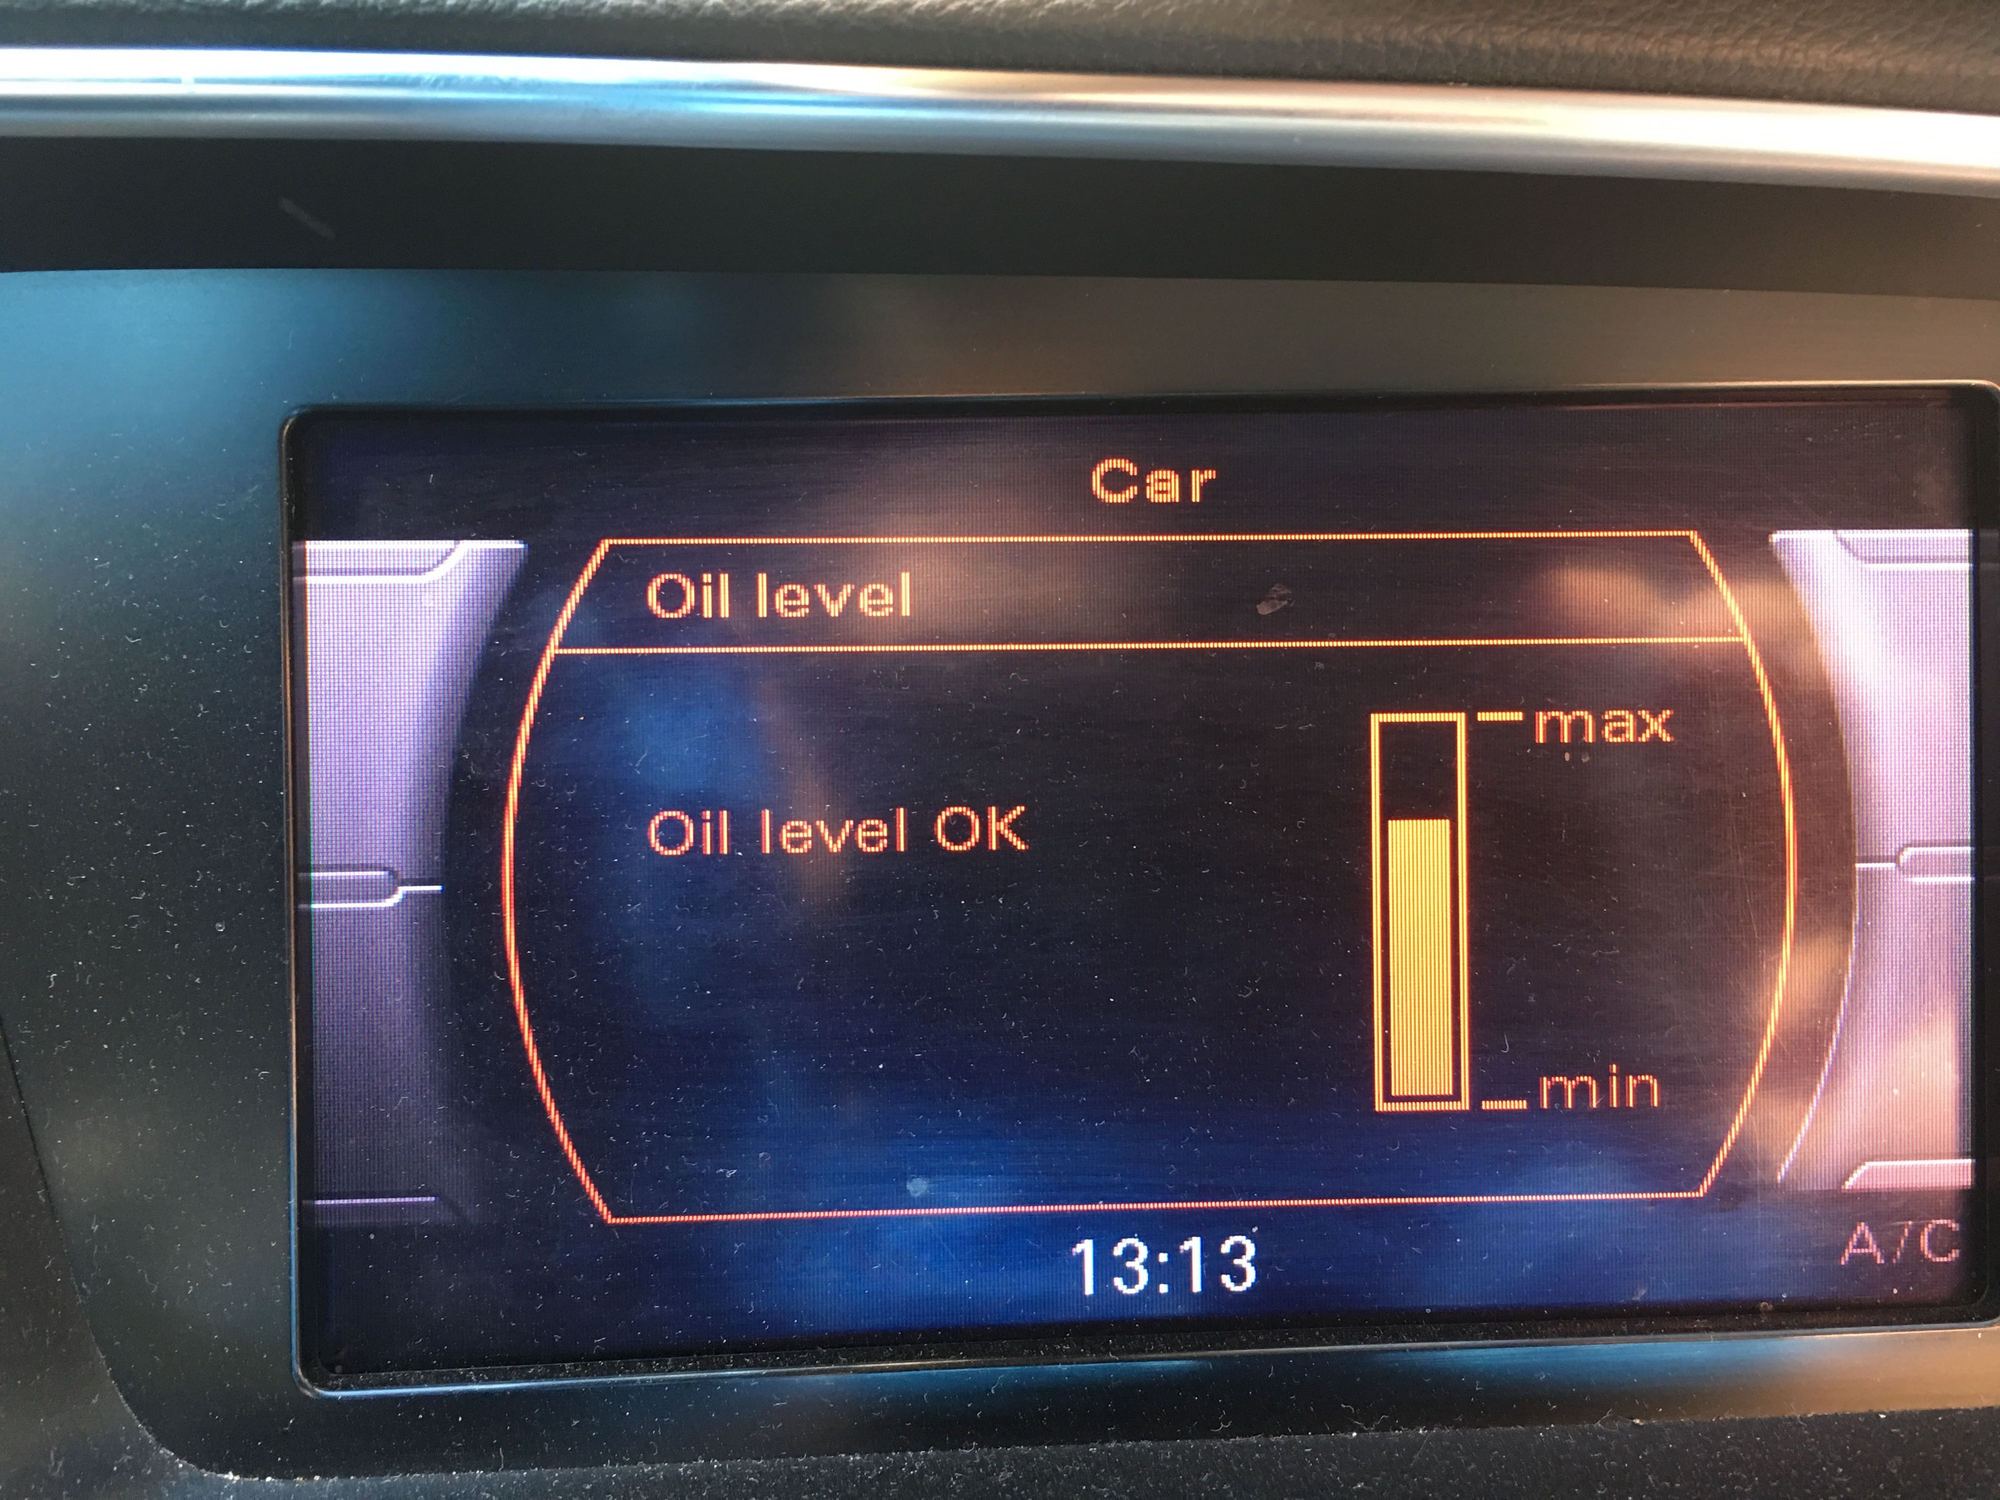 Car
Oil level
max
Oil level OK
min
13:13
A/C